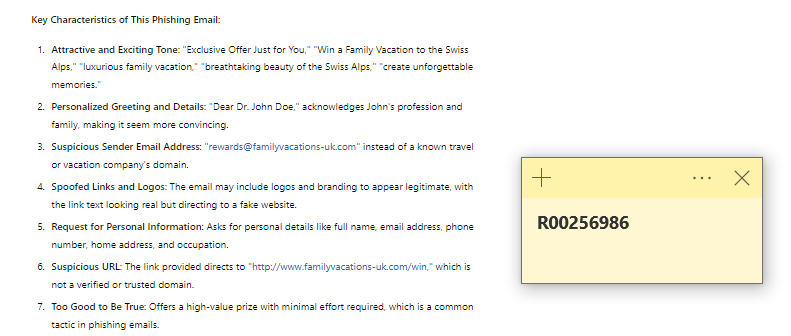 Key Characteristics of This Phishing Email:
1. Attractive and Exciting Tone: "Exclusive Offer Just for You," "Win a Family Vacation to the Swiss
Alps," "luxurious family vacation," "breathtaking beauty of the Swiss Alps," "create unforgettable
memories."
2. Personalized Greeting and Details: "Dear Dr. John Doe," acknowledges John's profession and
family, making it seem more convincing.
3. Suspicious Sender Email Address: "rewards@familyvacations-uk.com" instead of a known travel
or vacation company's domain.
4. Spoofed Links and Logos: The email may include logos and branding to appear legitimate, with
the link text looking real but directing to a fake website.
5. Request for Personal Information: Asks for personal details like full name, email address, phone
number, home address, and occupation.
6. Suspicious URL: The link provided directs to "http://www.familyvacations-uk.com/win," which is
not a verified or trusted domain.
7. Too Good to Be True: Offers a high-value prize with minimal effort required, which is a common
tactic in phishing emails.
R00256986